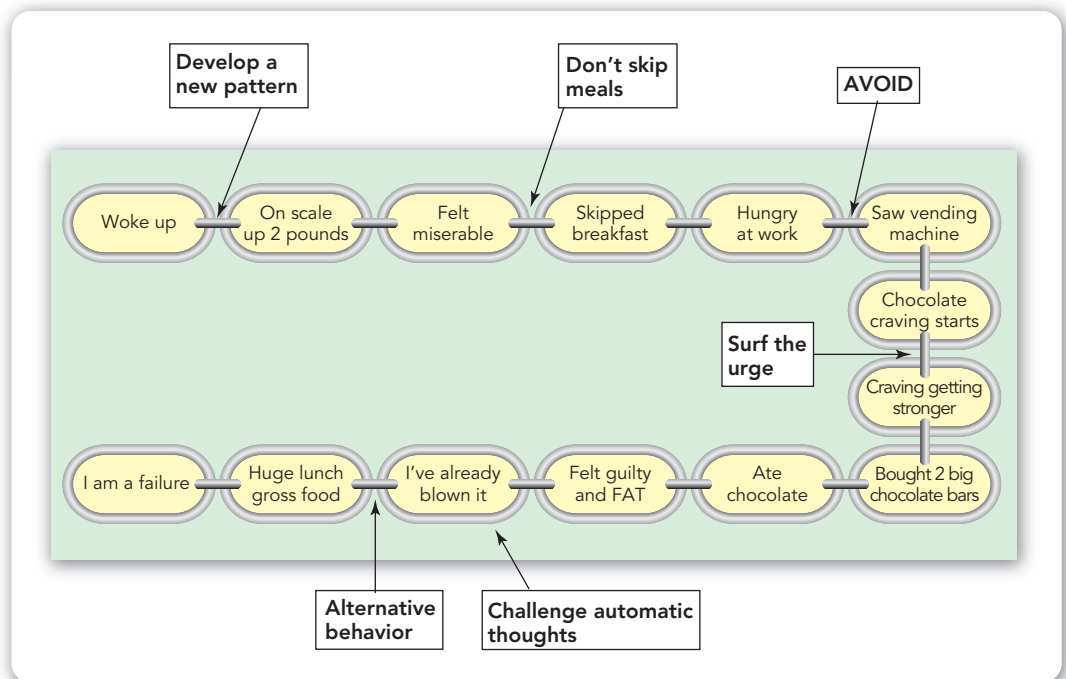 Develop a
new pattern
Don't skip
meals
AVOID
Woke up
On scale
up 2 pounds
Felt
miserable
Skipped
breakfast
Hungry
at work
Saw vending
machine
Chocolate
craving starts
Surf the
urge
Craving getting
stronger
I am a failure
Huge lunch
gross food
I've already
blown it
Felt guilty
and FAT
Ate
chocolate
Bought 2 big
chocolate bars
Alternative
behavior
Challenge automatic
thoughts